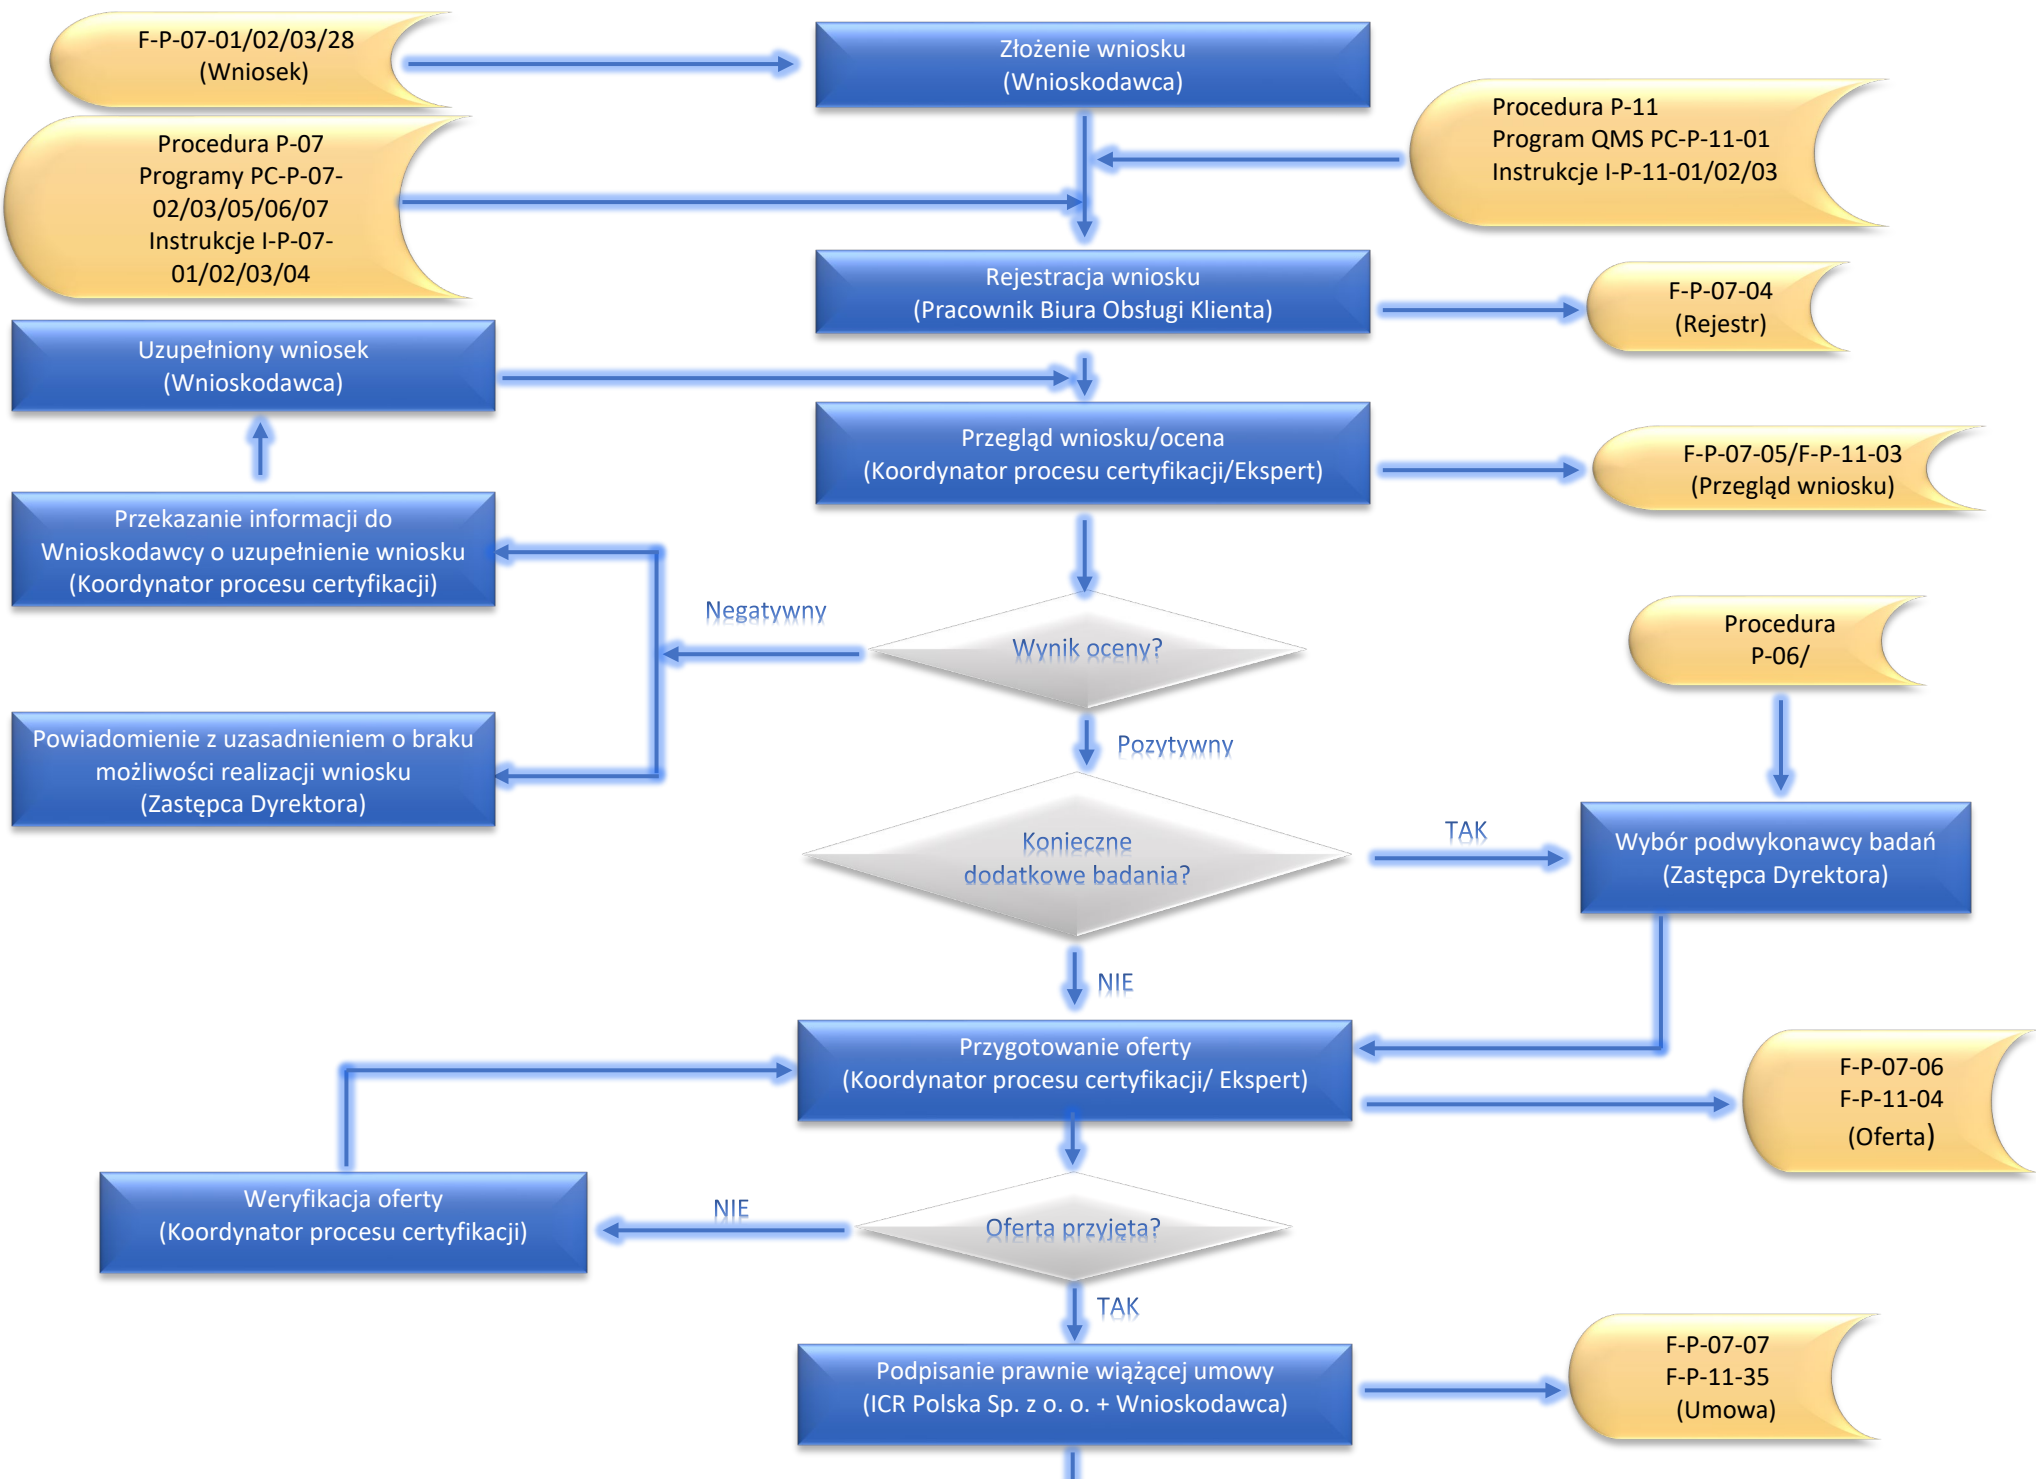 F-P-07-01/02/03/28
(Wniosek)
Złożenie wniosku
(Wnioskodawca)
Procedura P-11
Program QMS PC-P-11-01
Instrukcje I-P-11-01/02/03
Procedura P-07
Programy PC-P-07-
02/03/05/06/07
Instrukcje I-P-07-
01/02/03/04
Rejestracja wniosku
(Pracownik Biura Obsługi Klienta)
F-P-07-04
(Rejestr)
Uzupełniony wniosek
(Wnioskodawca)
Przegląd wniosku/ocena
(Koordynator procesu certyfikacji/Ekspert)
F-P-07-05/F-P-11-03
(Przegląd wniosku)
Przekazanie informacji do
Wnioskodawcy o uzupełnienie wniosku
(Koordynator procesu certyfikacji)
Negatywny
Wynik oceny?
Procedura
P-06/
Powiadomienie z uzasadnieniem o braku
możliwości realizacji wniosku
(Zastępca Dyrektora)
Pozytywny
Konieczne
dodatkowe badania?
TAK
Wybór podwykonawcy badań
(Zastępca Dyrektora)
NIE
Przygotowanie oferty
(Koordynator procesu certyfikacji/ Ekspert)
F-P-07-06
F-P-11-04
(Oferta)
Weryfikacja oferty
(Koordynator procesu certyfikacji)
NIE
Oferta przyjęta?
TAK
Podpisanie prawnie wiążącej umowy
(ICR Polska Sp. z o. o. + Wnioskodawca)
F-P-07-07
F-P-11-35
(Umowa)